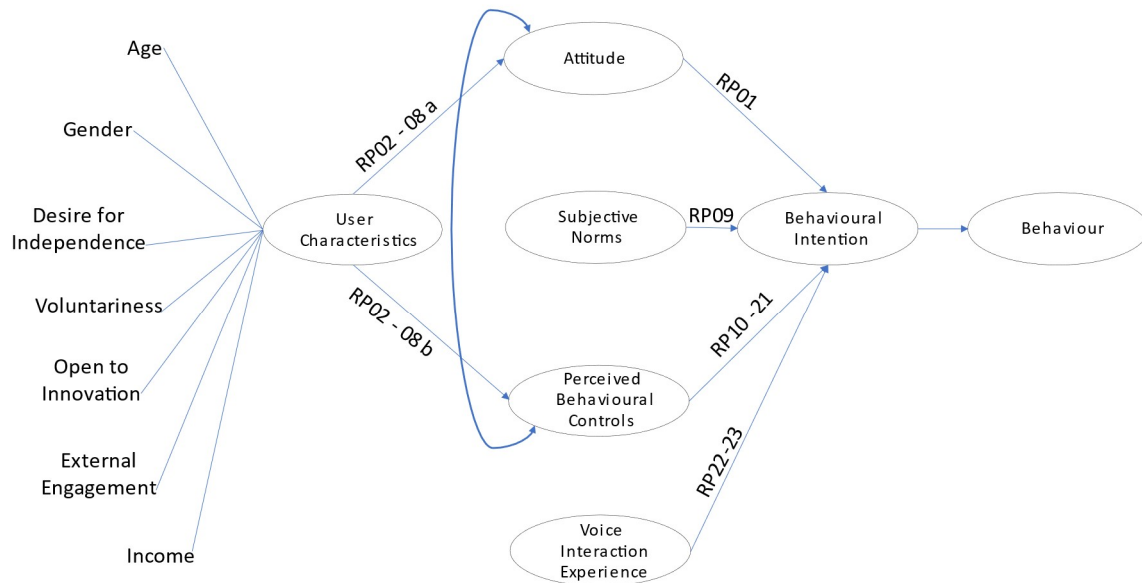 Age
Gender
Desire for
Independence
Voluntariness
Open to
Innovation
External
Engagement
Income
User
Characteristics
RP02 - 08 a
RP02 - 08 b
Attitude
Subjective
Norms
Perceived
Behavioural
Controls
Voice
Interaction
Experience
RP01
RP09
RP10 -21
RP22-23
Behavioural
Intention
Behaviour